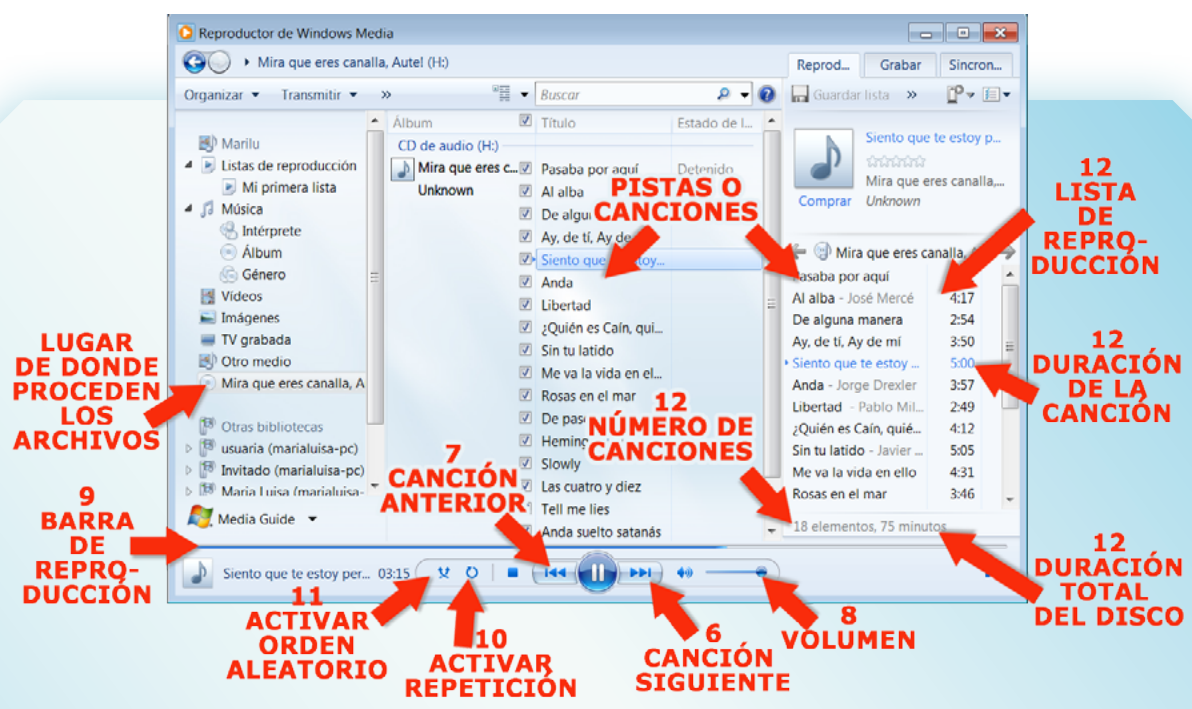 Reproductor de Windows Media
Mira que eres canalla, Aute! (H:)
Reprod...
Grabar
Sincron...
Organizar
Transmitir
»
Buscar
Guardar lista
»
Marilu
Listas de reproducción
Mi primera lista
Música
Intérprete
Álbum
Género
Vídeos
Imágenes
TV grabada
Otro medio
Mira que eres canalla, A
Otras bibliotecas
usuaria (marialuisa-pc)
Invitado (marialuisa-pc)
Maria Luisa (marialuisa-
Media Guide
Álbum
Título
Estado de l...
CD de audio (H:)
Mira que eres c...
Unknown
Pasaba por aquí
Detenido
Al alba
De algu
Ay, de tí, Ay de
Siento que te estoy...
Anda
Libertad
¿Quién es Caín, qui...
Sin tu latido
Me va la vida en el...
Rosas en el mar
De pas
Heming
Slowly
Las cuatro y diez
Tell me lies
Anda suelto satanás
Siento que te estoy p...
Mira que eres canalla,...
Comprar
Unknown
Mira que eres canalla,
Pasaba por aquí
Al alba - José Mercé 4:17
De alguna manera 2:54
Ay, de tí, Ay de mí 3:50
Siento que te estoy ... 5:00
Anda - Jorge Drexler 3:57
Libertad - Pablo Mil... 2:49
¿Quién es Caín, quié... 4:12
Sin tu latido - Javier ... 5:05
Me va la vida en ello 4:31
Rosas en el mar 3:46
18 elementos, 75 minutos
Siento que te estoy per... 03:15
PISTAS O
CANCIONES
12
LISTA
DE
REPRO-
DUCCIÓN
12
DURACIÓN
DE LA
CANCIÓN
LUGAR
DE DONDE
PROCEDEN
LOS
ARCHIVOS
12
NÚMERO DE
CANCIONES
7
CANCIÓN
ANTERIOR
9
BARRA
DE
REPRO-
DUCCIÓN
12
DURACIÓN
TOTAL
DEL DISCO
11
ACTIVAR
ORDEN
ALEATORIO
10
ACTIVAR
REPETICIÓN
6
CANCIÓN
SIGUIENTE
8
VOLUMEN